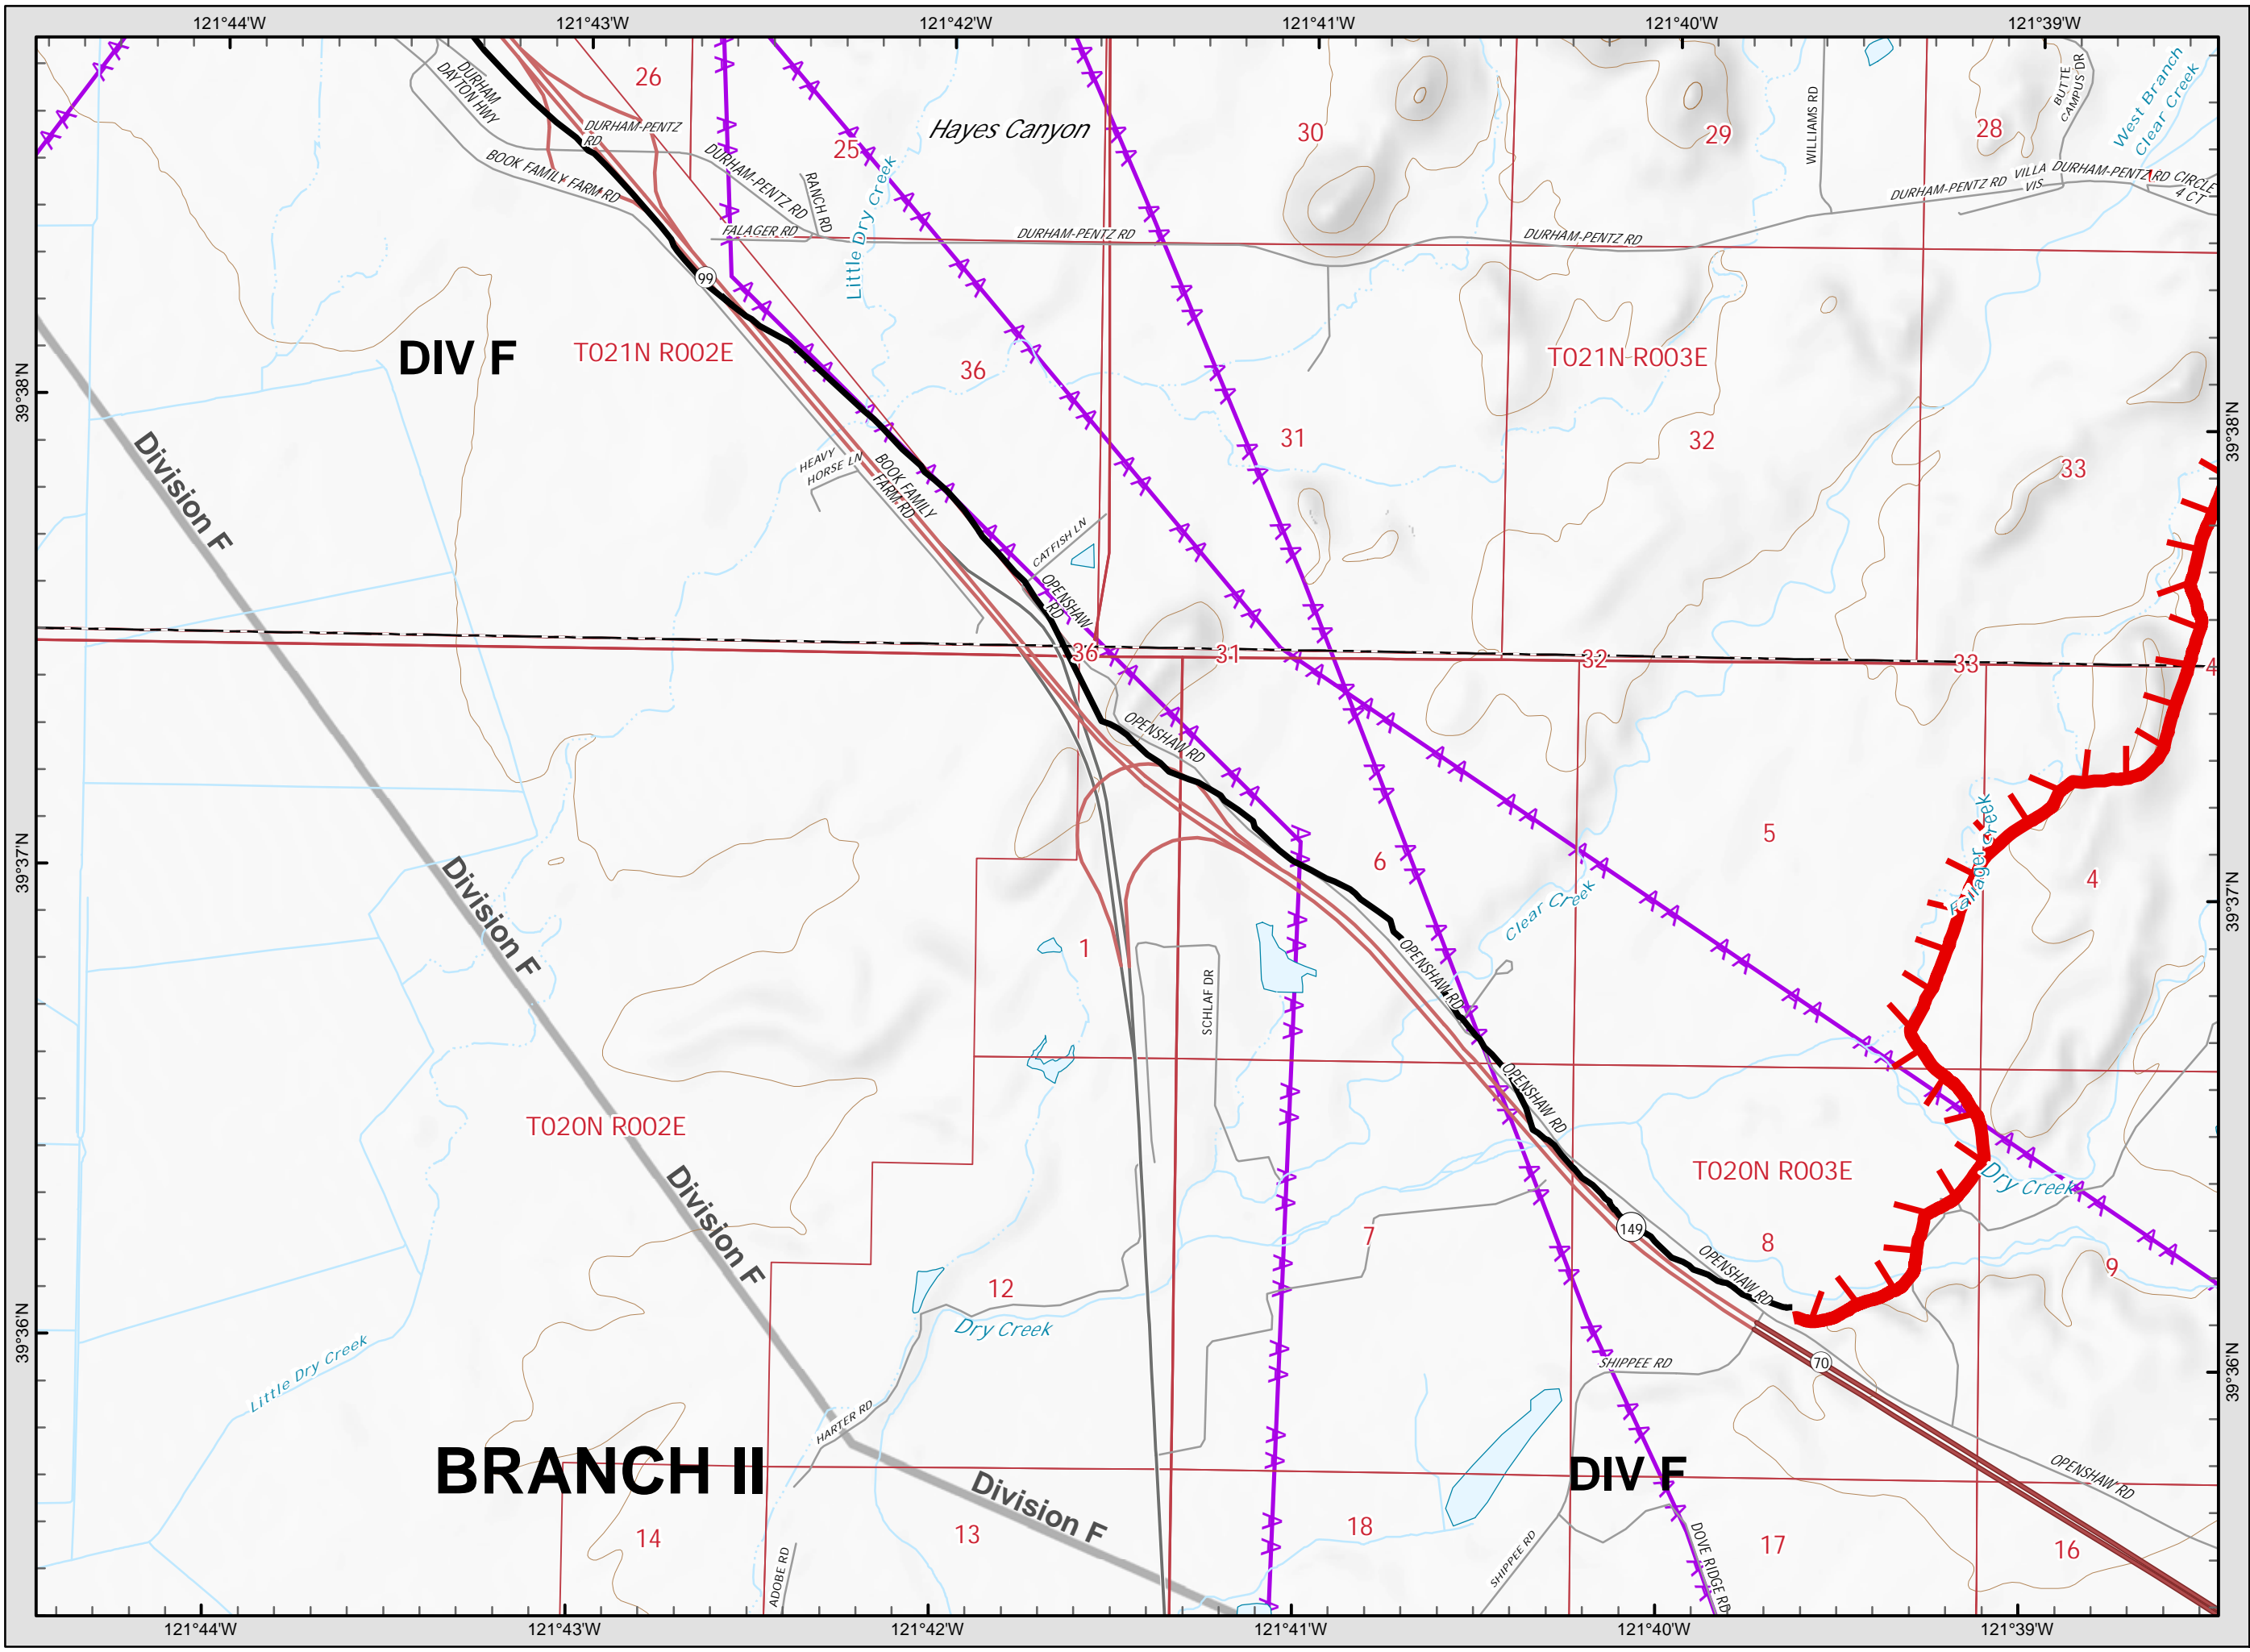 121°44'W
121°43'W
121°42'W
121°41'W
121°40'W
121°39'W
26
DURHAM
DAYTON HWY
DURHAM-PENTZ
RD
BOOK FAMILY FARM RD
DURHAM-PENTZ RD
RANCH RD
25
Hayes Canyon
Little Dry Creek
30
29
WILLIAMS RD
28
BUTTE
CAMPUS DR
West Branch
Clear Creek
DURHAM-PENTZ RD
VILLA
VIS
DURHAM-PENTZ RD
CIRCLE
4 CT
FALAGER RD
DURHAM-PENTZ RD
DURHAM-PENTZ RD
99
DIV F
T021N R002E
36
T021N R003E
39°38'N
39°38'N
31
32
33
Division F
HEAVY
HORSE LN
BOOK FAMILY
FARM RD
CATFISH LN
OPENSHAW
RD
36
31
32
33
4
OPENSHAW RD
39°37'N
39°37'N
Division F
6
5
4
Fallager Creek
Clear Creek
1
SCHLAF DR
OPENSHAW RD
OPENSHAW RD
T020N R002E
T020N R003E
Dry Creek
Division F
149
7
8
9
12
OPENSHAW RD
Dry Creek
39°36'N
39°36'N
Little Dry Creek
SHIPPEE RD
70
HARTER RD
BRANCH II
Division F
DIV F
OPENSHAW RD
14
13
18
17
16
ADOBE RD
SHIPPEE RD
DOVE RIDGE RD
121°44'W
121°43'W
121°42'W
121°41'W
121°40'W
121°39'W